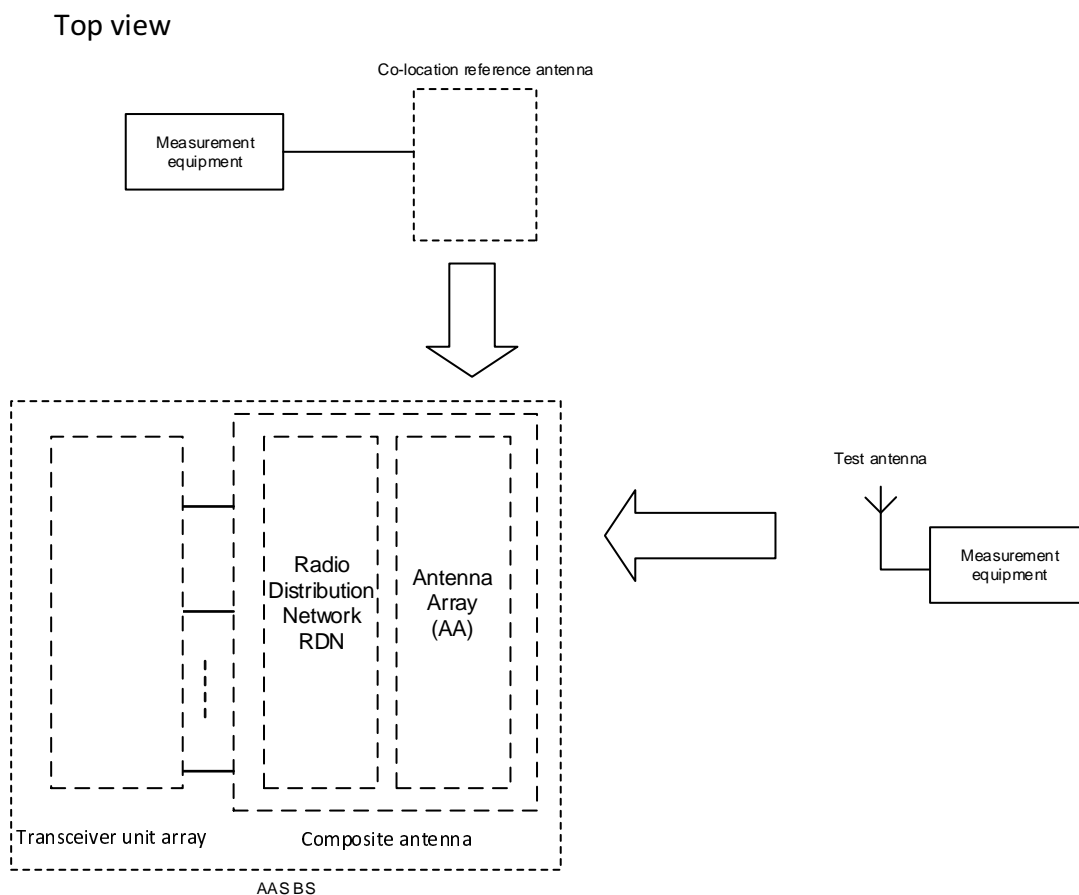 Top view
Co-location reference antenna
Measurement
equipment
Test antenna
Measurement
equipment
Radio
Distribution
Network
RDN
Antenna
Array
(AA)
Transceiver unit array
Composite antenna
AAS BS